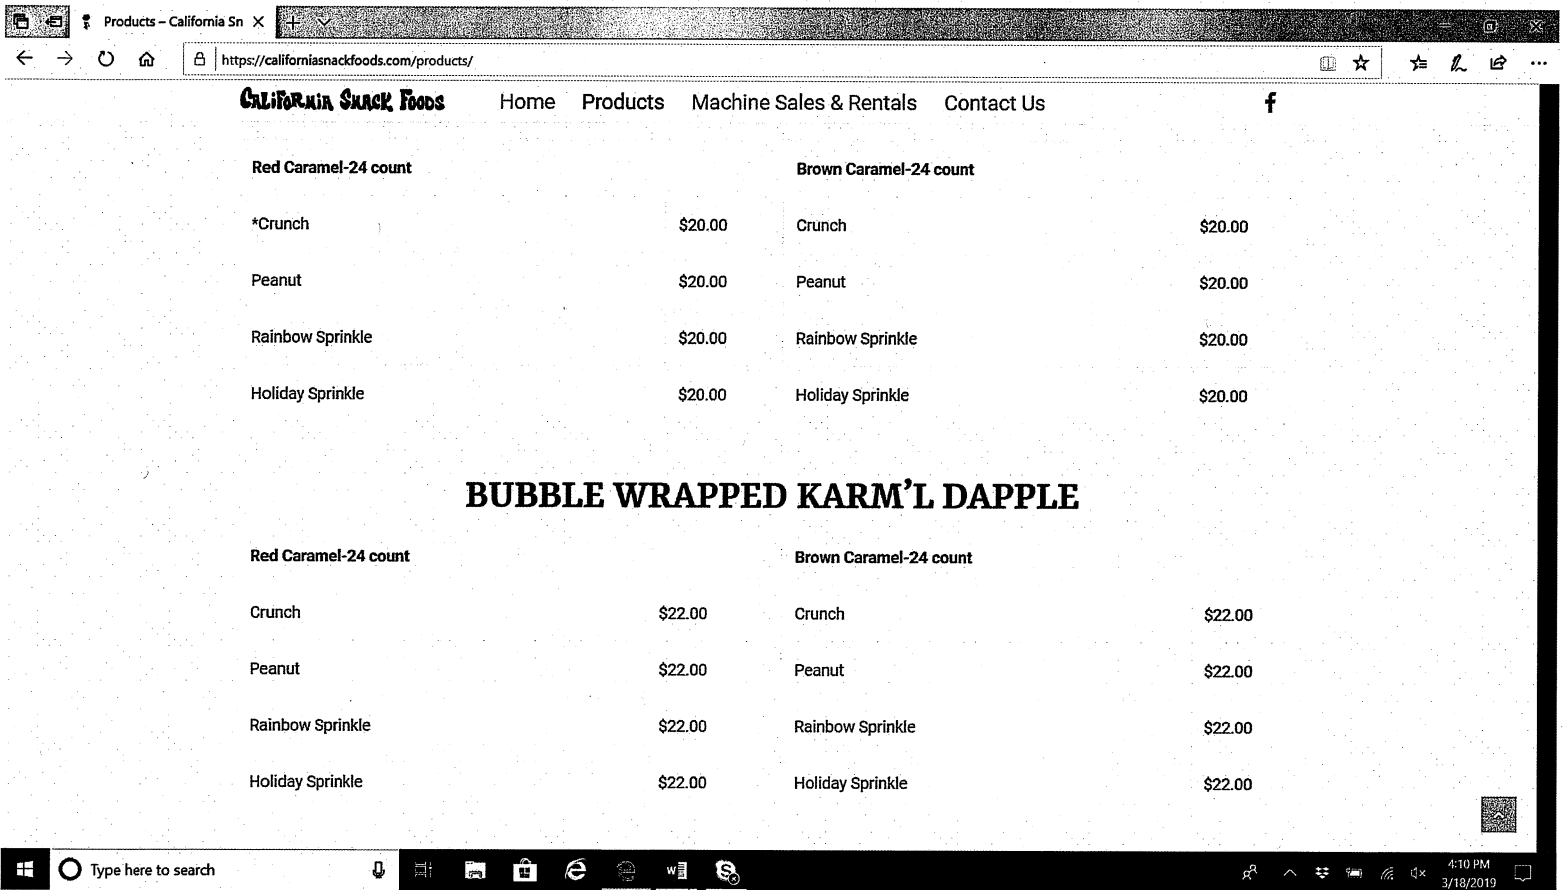 Products – California Sn
https://californiasnackfoods.com/products/
CALIFORNIA SNACK FOODS Home Products Machine Sales & Rentals Contact Us f
Red Caramel-24 count Brown Caramel-24 count
*Crunch $20.00 Crunch $20.00
Peanut $20.00 Peanut $20.00
Rainbow Sprinkle $20.00 Rainbow Sprinkle $20.00
Holiday Sprinkle $20.00 Holiday Sprinkle $20.00
BUBBLE WRAPPED KARM'L DAPPLE
Red Caramel-24 count Brown Caramel-24 count
Crunch $22.00 Crunch $22.00
Peanut $22.00 Peanut $22.00
Rainbow Sprinkle $22.00 Rainbow Sprinkle $22.00
Holiday Sprinkle $22.00 Holiday Sprinkle $22.00
Type here to search
4:10 PM
3/18/2019